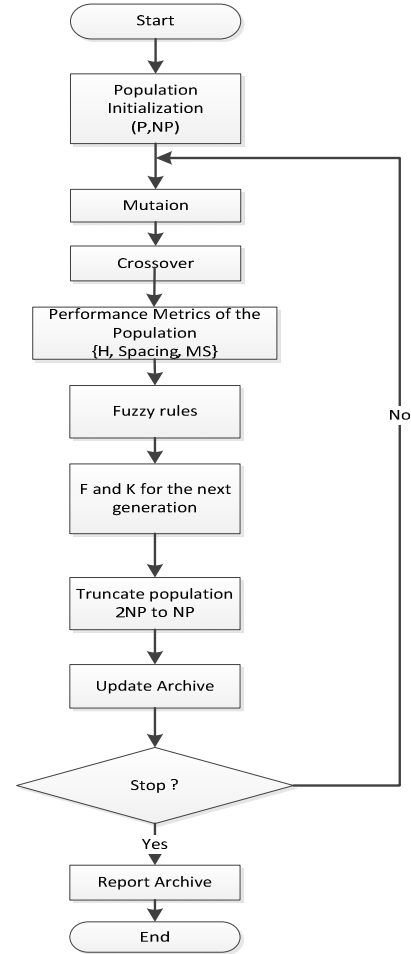 Start
Population
Initialization
(P,NP)
Mutaion
Crossover
Performance Metrics of the
Population
{H, Spacing, MS}
Fuzzy rules
F and K for the next
generation
Truncate population
2NP to NP
Update Archive
Stop ?
No
Yes
Report Archive
End